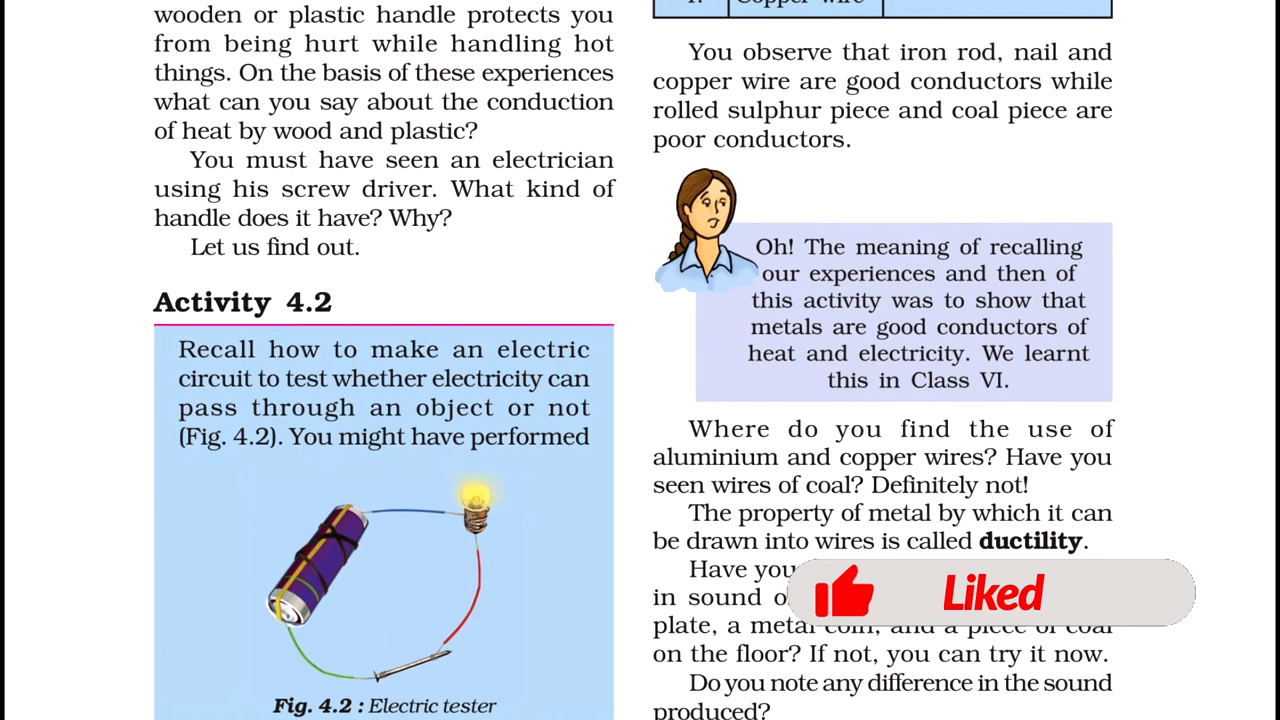 wooden or plastic handle protects you
from being hurt while handling hot
things. On the basis of these experiences
what can you say about the conduction
of heat by wood and plastic?
You must have seen an electrician
using his screw driver. What kind of
handle does it have? Why?
Let us find out.
Activity 4.2
Recall how to make an electric
circuit to test whether electricity can
pass through an object or not
(Fig. 4.2). You might have performed
Fig. 4.2 : Electric tester
Copper wire
You observe that iron rod, nail and
copper wire are good conductors while
rolled sulphur piece and coal piece are
poor conductors.
Oh! The meaning of recalling
our experiences and then of
this activity was to show that
metals are good conductors of
heat and electricity. We learnt
this in Class VI.
Where do you find the use of
aluminium and copper wires? Have you
seen wires of coal? Definitely not!
The property of metal by which it can
be drawn into wires is called ductility.
Have you
in sound
plate, a metal coin, and a piece of coal
on the floor? If not, you can try it now.
Do you note any difference in the sound
produced?
Liked